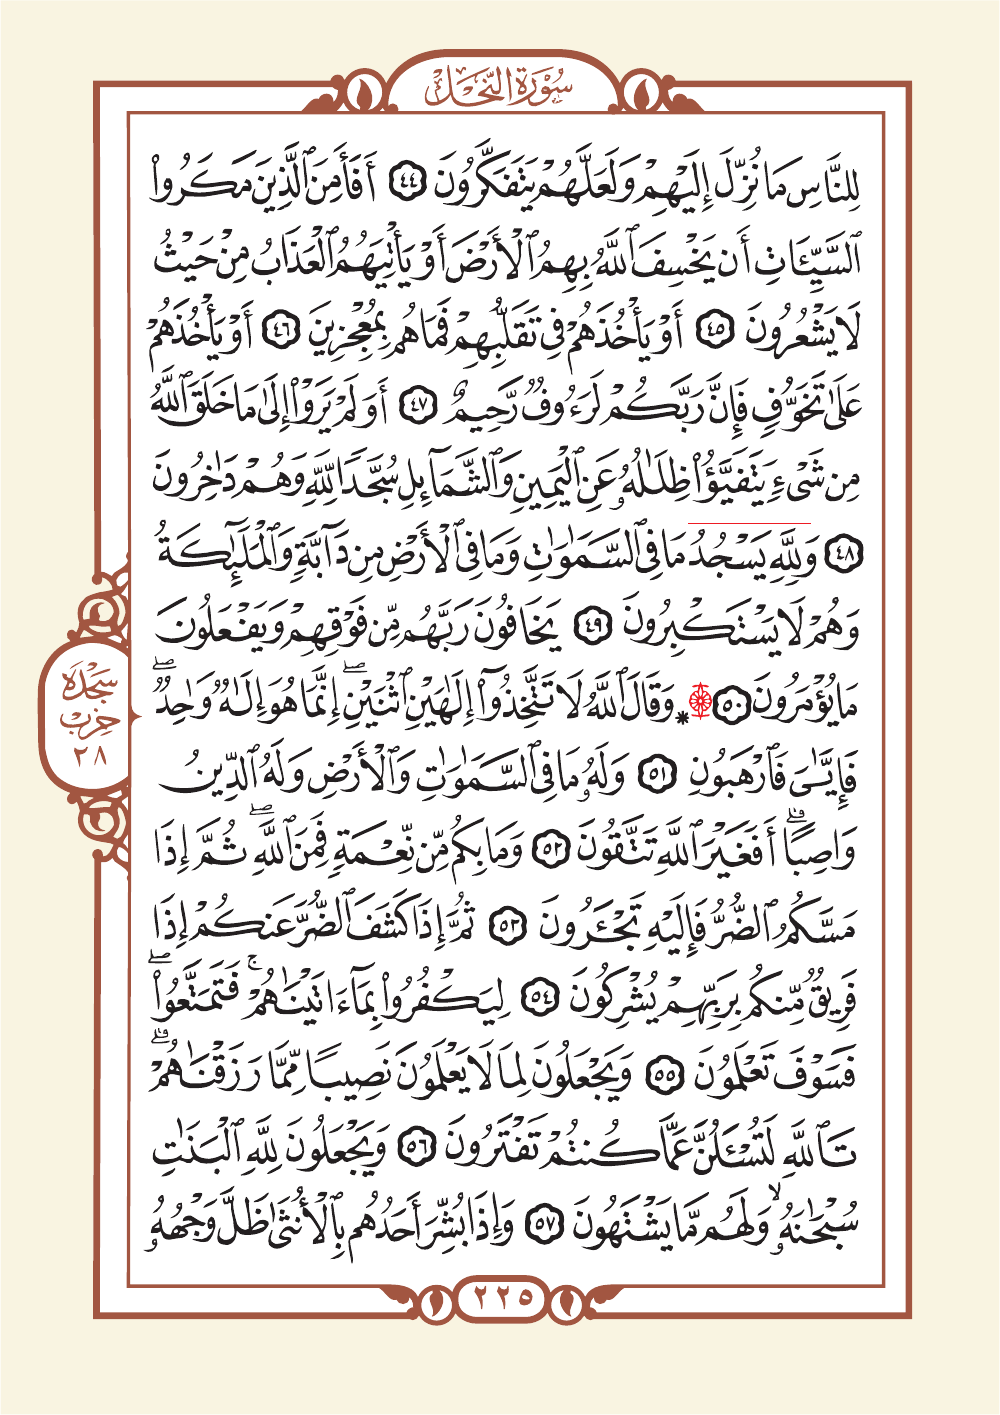 سُورَةُ النَّحْل
لِلنَّاسِ مَا نُزِّلَ إِلَيْهِمْ وَلَعَلَّهُمْ يَتَفَكَّرُونَ ٤٤ أَفَأَمِنَ ٱلَّذِينَ مَكَرُواْ
ٱلسَّيِّـَٔاتِ أَن يَخْسِفَ ٱللَّهُ بِهِمُ ٱلْأَرْضَ أَوْ يَأْتِيَهُمُ ٱلْعَذَابُ مِنْ حَيْثُ
لَا يَشْعُرُونَ ٤٥ أَوْ يَأْخُذَهُمْ فِي تَقَلُّبِهِمْ فَمَا هُم بِمُعْجِزِينَ ٤٦ أَوْ يَأْخُذَهُمْ
عَلَىٰ تَخَوُّفٍ فَإِنَّ رَبَّكُمْ لَرَءُوفٌ رَّحِيمٌ ٤٧ أَوَلَمْ يَرَوْاْ إِلَىٰ مَا خَلَقَ ٱللَّهُ
مِن شَيْءٍ يَتَفَيَّؤُاْ ظِلَـٰلُهُۥ عَنِ ٱلْيَمِينِ وَٱلشَّمَآئِلِ سُجَّدًا لِّلَّهِ وَهُمْ دَٰخِرُونَ
٤٨ وَلِلَّهِ يَسْجُدُ مَا فِي ٱلسَّمَـٰوَٰتِ وَمَا فِي ٱلْأَرْضِ مِن دَآبَّةٍ وَٱلْمَلَـٰٓئِكَةُ
وَهُمْ لَا يَسْتَكْبِرُونَ ٤٩ يَخَافُونَ رَبَّهُم مِّن فَوْقِهِمْ وَيَفْعَلُونَ
مَا يُؤْمَرُونَ ۩ ٥٠ * وَقَالَ ٱللَّهُ لَا تَتَّخِذُوٓاْ إِلَـٰهَيْنِ ٱثْنَيْنِۖ إِنَّمَا هُوَ إِلَـٰهٌ وَٰحِدٌۖ
فَإِيَّـٰيَ فَٱرْهَبُونِ ٥١ وَلَهُۥ مَا فِي ٱلسَّمَـٰوَٰتِ وَٱلْأَرْضِ وَلَهُ ٱلدِّينُ
وَاصِبًاۚ أَفَغَيْرَ ٱللَّهِ تَتَّقُونَ ٥٢ وَمَا بِكُم مِّن نِّعْمَةٍ فَمِنَ ٱللَّهِۖ ثُمَّ إِذَا
مَسَّكُمُ ٱلضُّرُّ فَإِلَيْهِ تَجْـَٔرُونَ ٥٣ ثُمَّ إِذَا كَشَفَ ٱلضُّرَّ عَنكُمْ إِذَا
فَرِيقٌ مِّنكُم بِرَبِّهِمْ يُشْرِكُونَ ٥٤ لِيَكْفُرُواْ بِمَآ ءَاتَيْنَـٰهُمْۚ فَتَمَتَّعُواْۖ
فَسَوْفَ تَعْلَمُونَ ٥٥ وَيَجْعَلُونَ لِمَا لَا يَعْلَمُونَ نَصِيبًا مِّمَّا رَزَقْنَـٰهُمْۗ
تَٱللَّهِ لَتُسْـَٔلُنَّ عَمَّا كُنتُمْ تَفْتَرُونَ ٥٦ وَيَجْعَلُونَ لِلَّهِ ٱلْبَنَـٰتِ
سُبْحَـٰنَهُۥۙ وَلَهُم مَّا يَشْتَهُونَ ٥٧ وَإِذَا بُشِّرَ أَحَدُهُم بِٱلْأُنثَىٰ ظَلَّ وَجْهُهُۥ
سَجْدَة
حِزْب
٢٨
٢٢٥